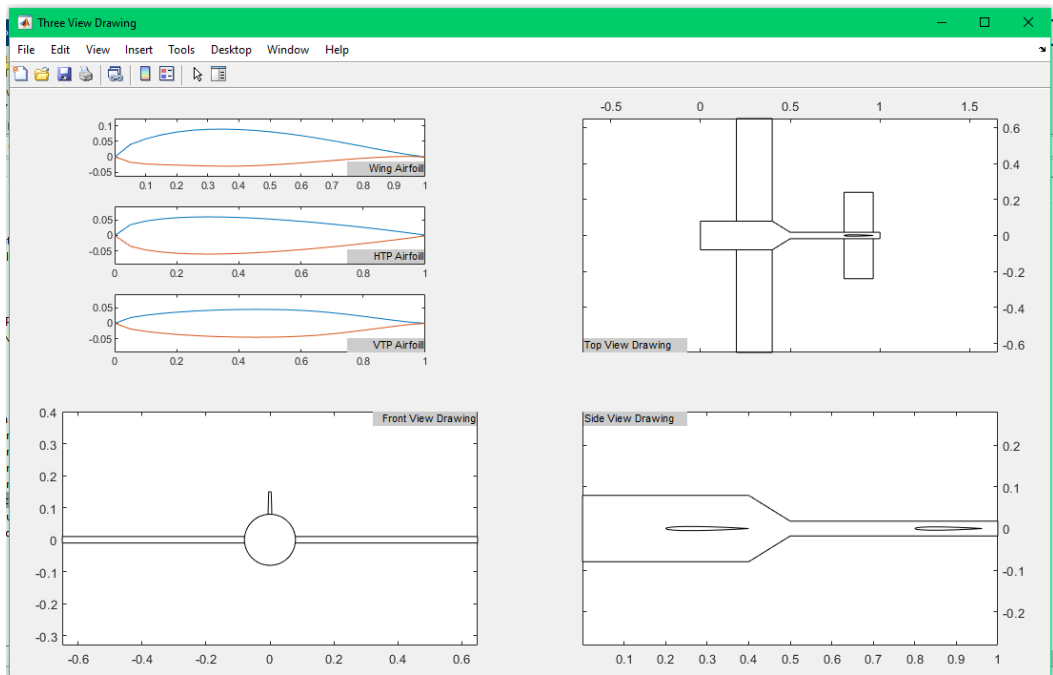 Three View Drawing
File Edit View Insert Tools Desktop Window Help
0.1
0.05
0
-0.05
Wing Airfoill
0.1 0.2 0.3 0.4 0.5 0.6 0.7 0.8 0.9 1
0.05
0
-0.05
HTP Airfoill
0 0.2 0.4 0.6 0.8 1
0.05
0
-0.05
VTP Airfoill
0 0.2 0.4 0.6 0.8 1
-0.5 0 0.5 1 1.5
0.6
0.4
0.2
0
-0.2
-0.4
-0.6
Top View Drawing
Front View Drawing
0.4
0.3
0.2
0.1
0
-0.1
-0.2
-0.3
-0.6 -0.4 -0.2 0 0.2 0.4 0.6
Side View Drawing
0.2
0.1
0
-0.1
-0.2
0.1 0.2 0.3 0.4 0.5 0.6 0.7 0.8 0.9 1